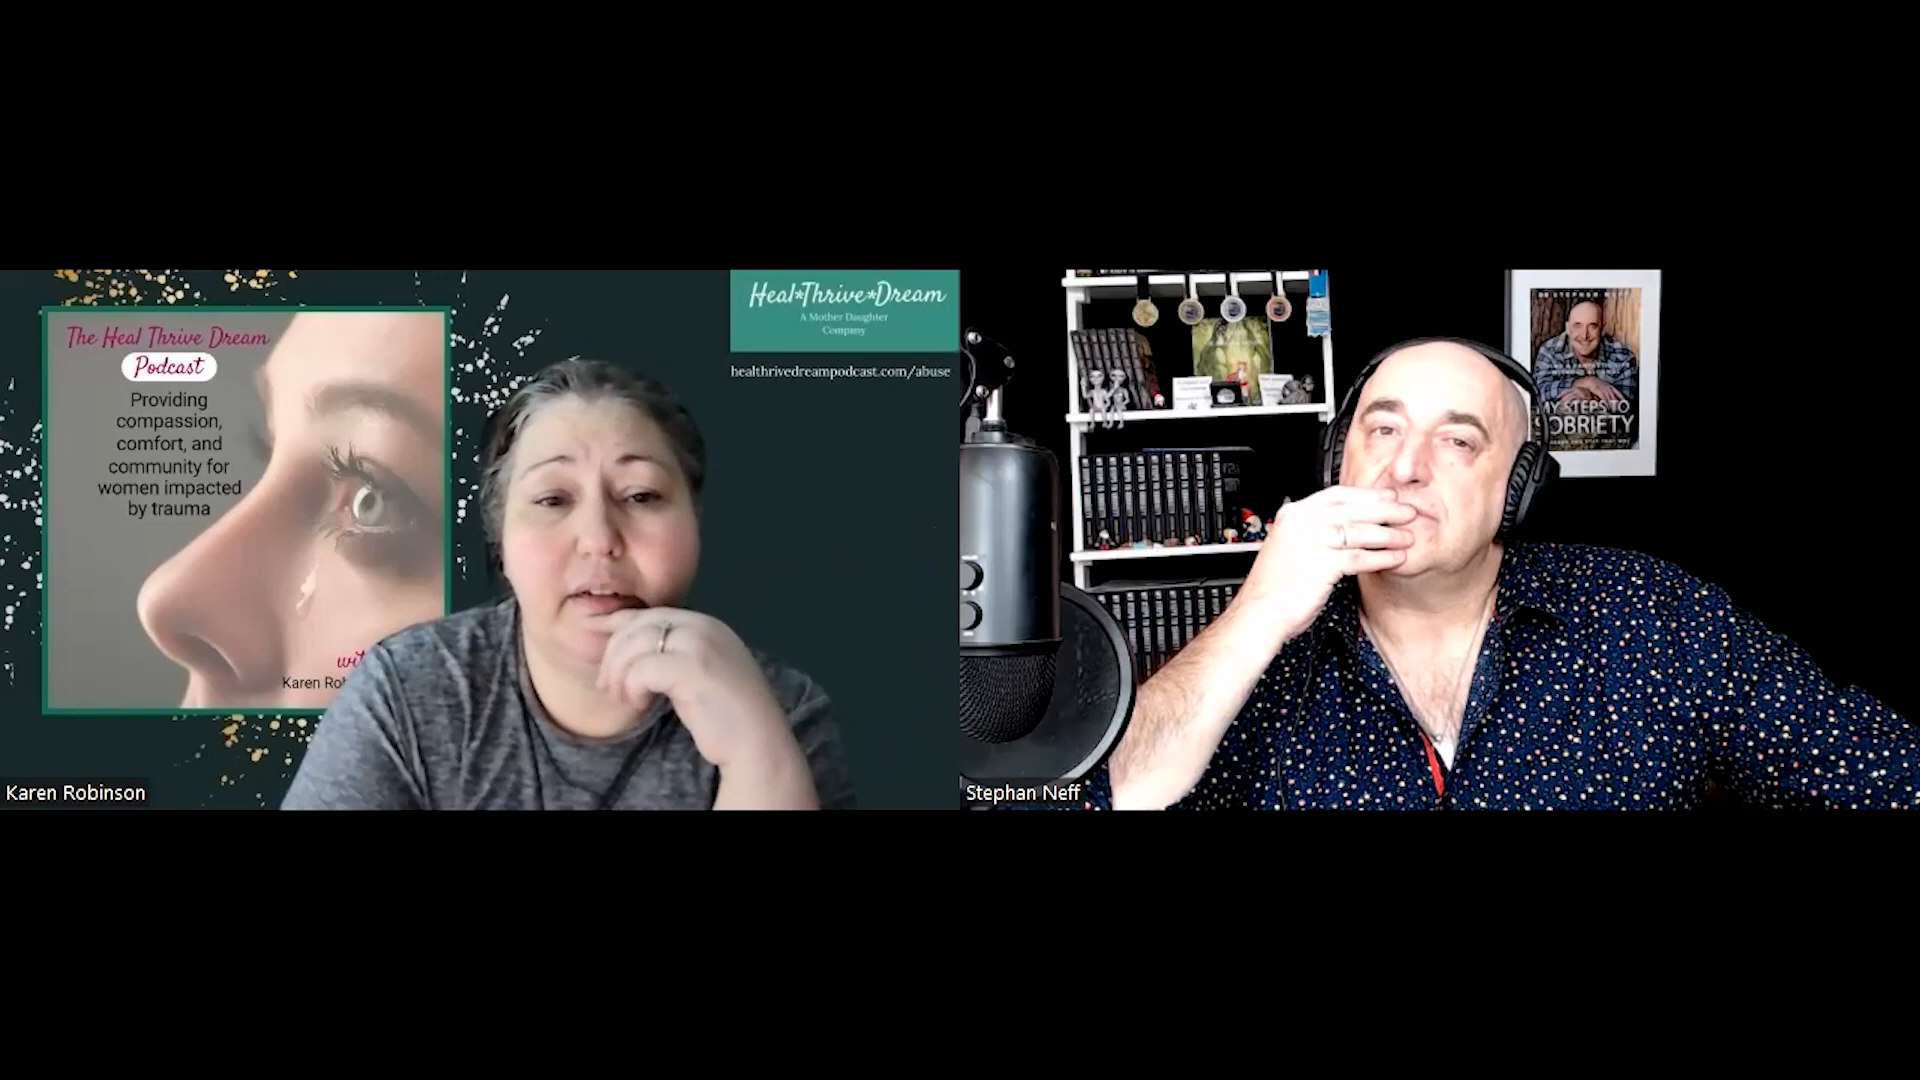 The Heal Thrive Dream
Podcast
Providing
compassion,
comfort, and
community for
women impacted
by trauma
Karen
Heal*Thrive*Dream
A Mother Daughter
Company
healthrivedreampodcast.com/abuse
MY STEPS TO
SOBRIETY
Karen Robinson
Stephan Neff